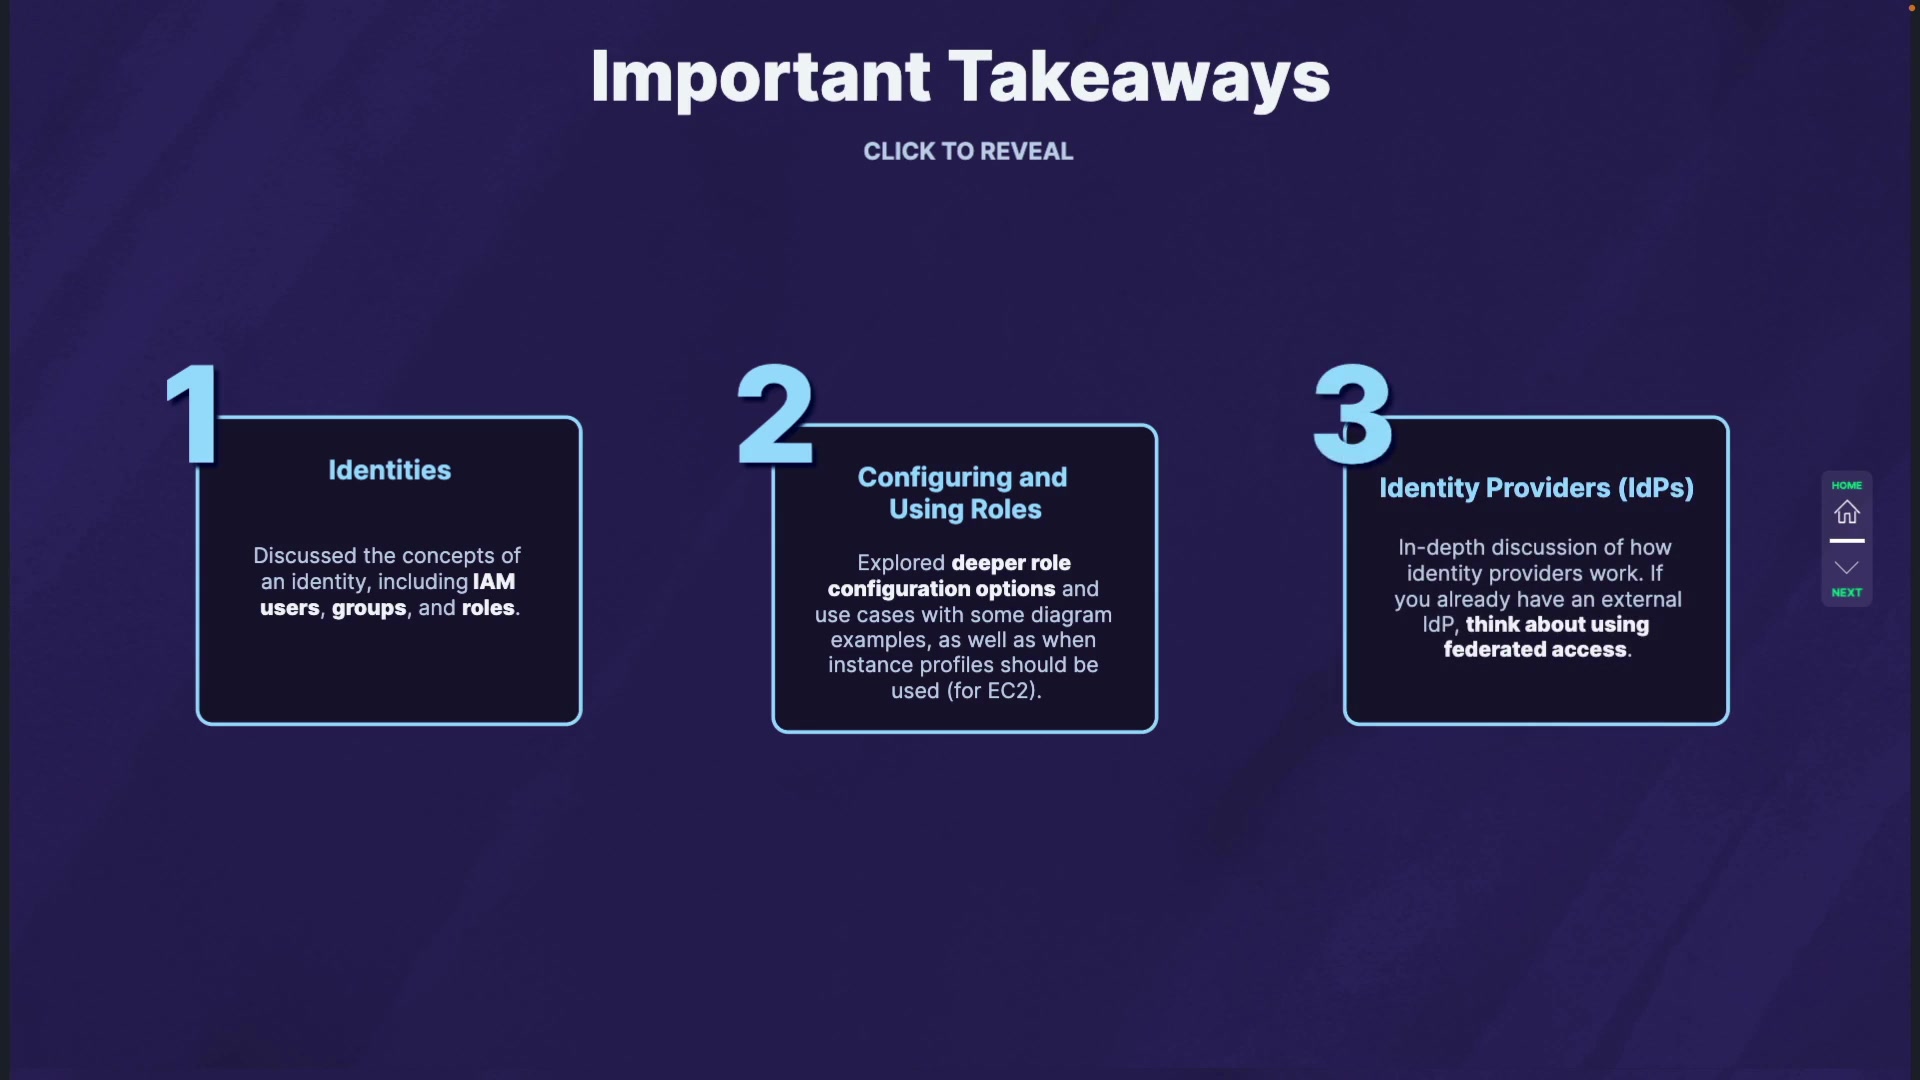 Important Takeaways
CLICK TO REVEAL
1
Identities
Discussed the concepts of
an identity, including IAM
users, groups, and roles.
2
Configuring and
Using Roles
Explored deeper role
configuration options and
use cases with some diagram
examples, as well as when
instance profiles should be
used (for EC2).
3
Identity Providers (IdPs)
In-depth discussion of how
identity providers work. If
you already have an external
IdP, think about using
federated access.
HOME
NEXT